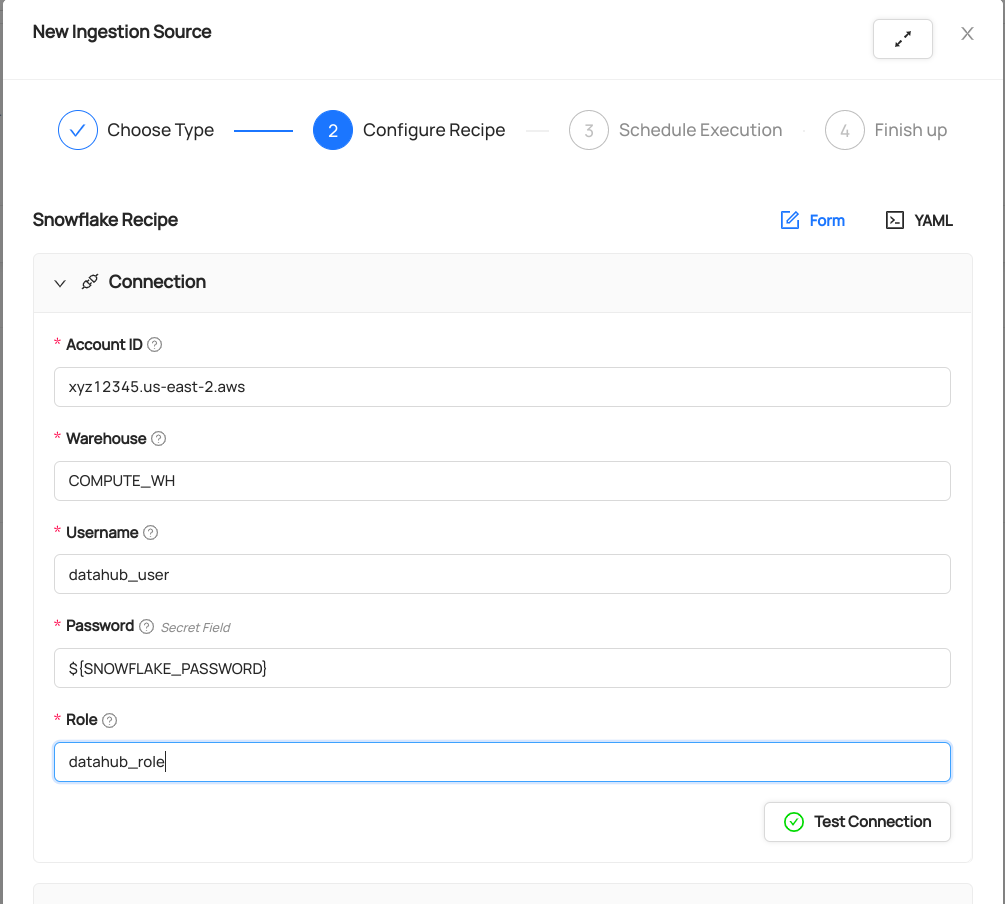 New Ingestion Source
Choose Type
2 Configure Recipe
3 Schedule Execution
4 Finish up
Snowflake Recipe
Form
YAML
Connection
* Account ID
xyz12345.us-east-2.aws
* Warehouse
COMPUTE_WH
* Username
datahub_user
* Password Secret Field
${SNOWFLAKE_PASSWORD}
* Role
datahub_role
Test Connection